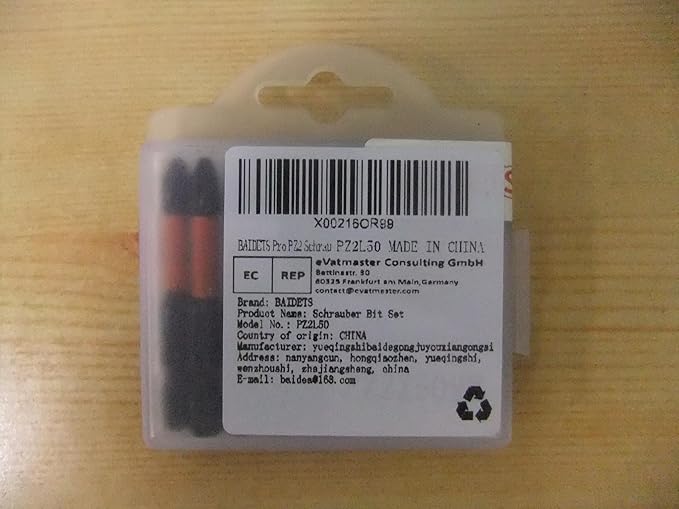 X00216OR99
BAIDETS Pro PZ2 Schrau PZ2L50 MADE IN CHINA
EC REP
eVatmaster Consulting GmbH
Bettinastr. 30
60325 Frankfurt am Main,Germany
contact@evatmaster.com
Brand: BAIDETS
Product Name: Schrauber Bit Set
Model No.: PZ2L50
Country of origin: CHINA
Manufacturer: yueqingshibaidegongjuyouxiangongsi
Address: nanyangcun, hongqiaozhen, yueqingshi,
wenzhoushi, zhejiangsheng, china
E-mail: baidea@168.com